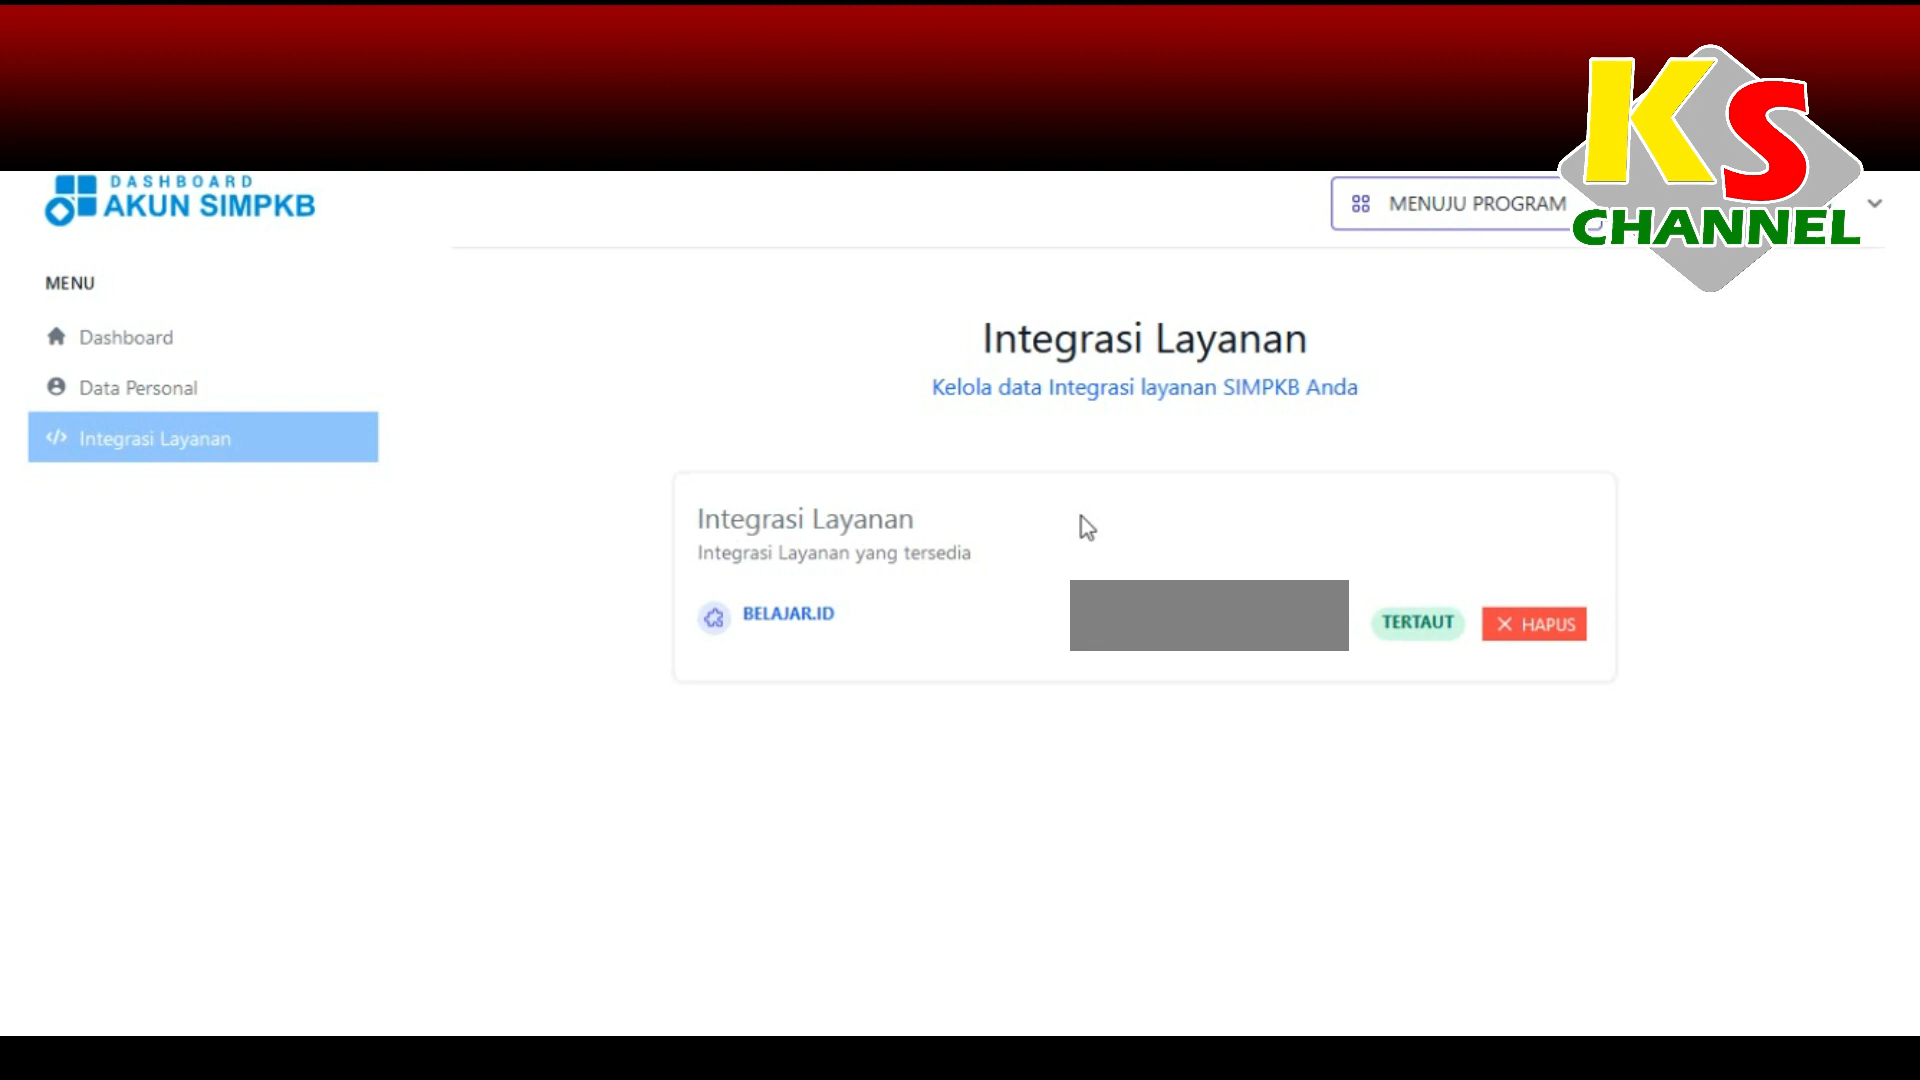 KS
CHANNEL
DASHBOARD
AKUN SIMPKB
MENUJU PROGRAM
MENU
Dashboard
Data Personal
Integrasi Layanan
Integrasi Layanan
Kelola data Integrasi layanan SIMPKB Anda
Integrasi Layanan
Integrasi Layanan yang tersedia
BELAJAR.ID
TERTAUT
HAPUS